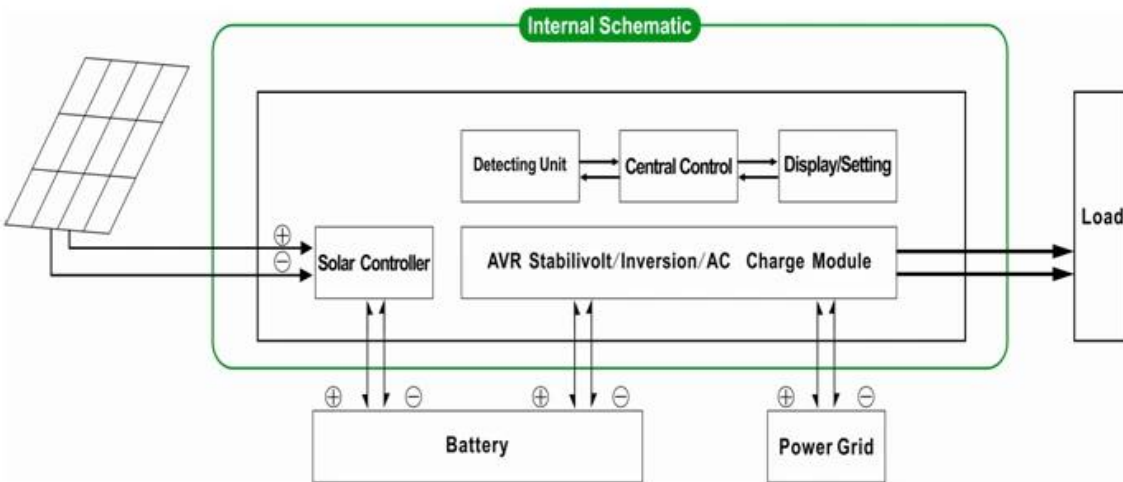 Internal Schematic
Detecting Unit
Central Control
Display/Setting
Load
⊕
⊖
Solar Controller
AVR Stabilivolt/Inversion/AC Charge Module
⊕ ⊖ ⊕ ⊖ ⊕ ⊖
Battery
Power Grid